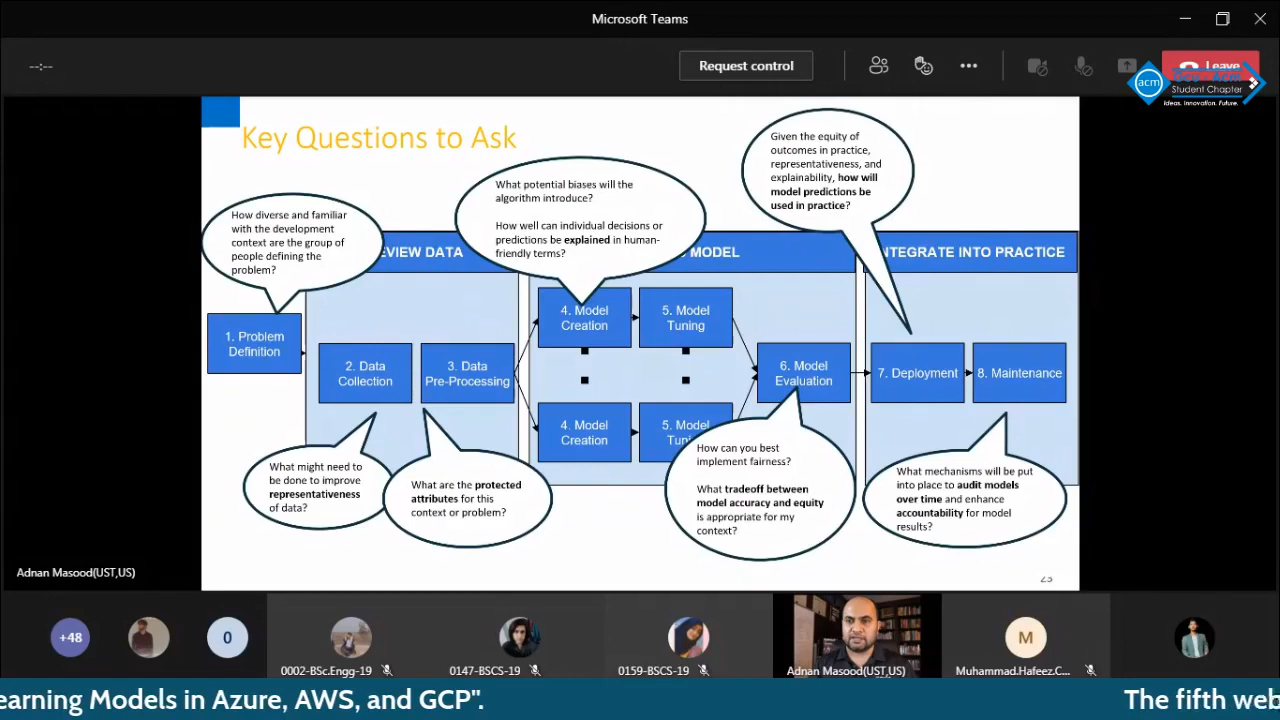 Microsoft Teams
--:--
Request control
Leave
acm
GCU - Acm
Student Chapter
Ideas. Innovation. Future.
Key Questions to Ask
How diverse and familiar
with the development
context are the group of
people defining the
problem?
What potential biases will the
algorithm introduce?
How well can individual decisions or
predictions be explained in human-
friendly terms?
Given the equity of
outcomes in practice,
representativeness, and
explainability, how will
model predictions be
used in practice?
MODEL
1. Problem
Definition
2. Data
Collection
3. Data
Pre-Processing
4. Model
Creation
5. Model
Tuning
4. Model
Creation
5. Model
6. Model
Evaluation
7. Deployment
8. Maintenance
What might need to
be done to improve
representativeness
of data?
What are the protected
attributes for this
context or problem?
How can you best
implement fairness?
What tradeoff between
model accuracy and equity
is appropriate for my
context?
What mechanisms will be put
into place to audit models
over time and enhance
accountability for model
results?
INTO PRACTICE
23
Adnan Masood(UST,US)
+48
0
0002-BSc.Engg-19
0147-BSCS-19
0159-BSCS-19
Adnan Masood(UST,US)
M
Muhammad.Hafeez.C...
earning Models in Azure, AWS, and GCP".
The fifth web